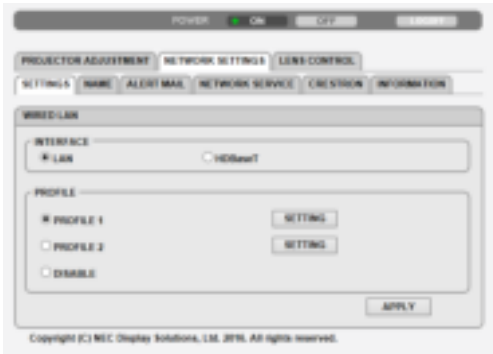 POWER ON OFF LOGOFF
PROJECTOR ADJUSTMENT NETWORK SETTINGS LENS CONTROL
SETTINGS NAME ALERT MAIL NETWORK SERVICE CRESTRON INFORMATION
WIRED LAN
INTERFACE
LAN HDBaseT
PROFILE
PROFILE 1 SETTING
PROFILE 2 SETTING
DISABLE
APPLY
Copyright (C) NEC Display Solutions, Ltd. 2016. All rights reserved.